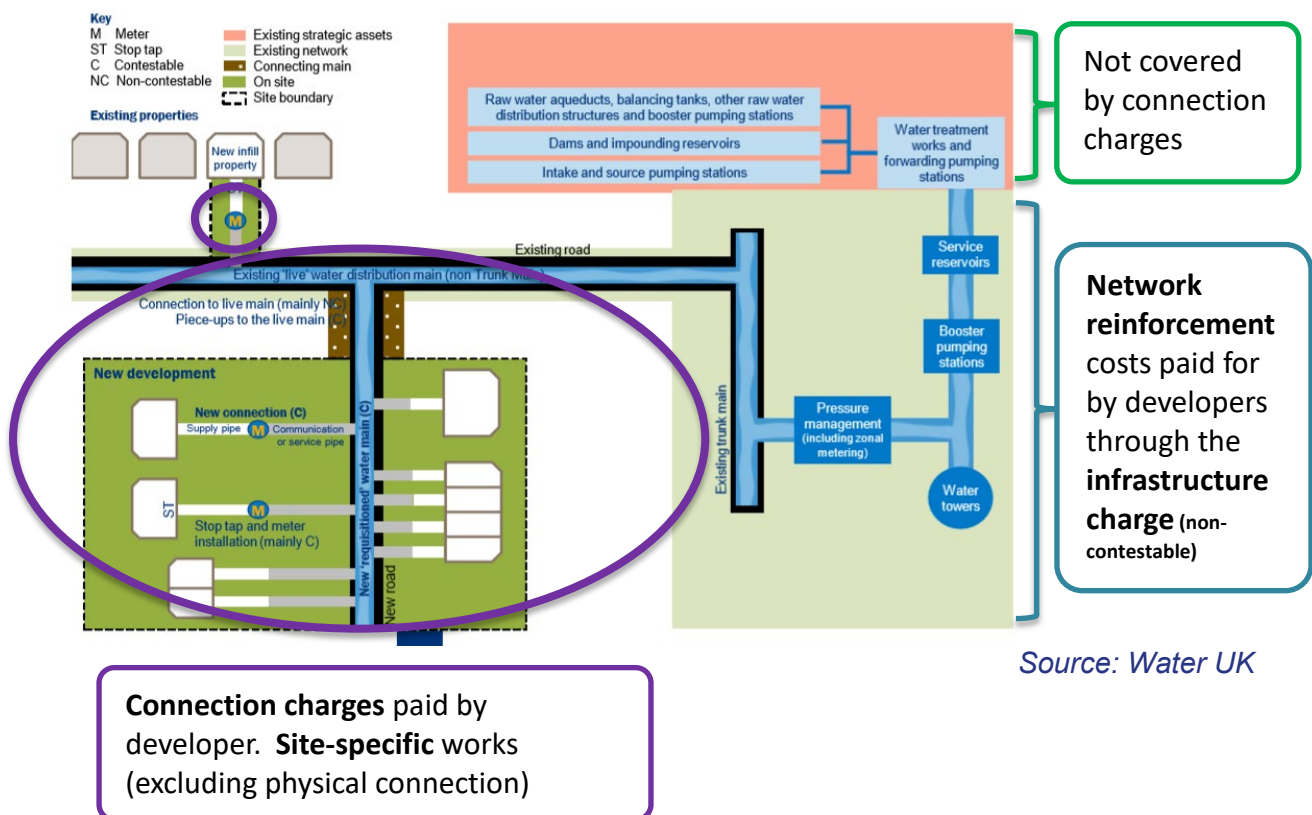 Key
M Meter
ST Stop tap
C Contestable
NC Non-contestable
Existing strategic assets
Existing network
Connecting main
On site
Site boundary
Existing properties
New infill
property
M
Raw water aqueducts, balancing tanks, other raw water
distribution structures and booster pumping stations
Dams and impounding reservoirs
Intake and source pumping stations
Water treatment
works and
forwarding pumping
stations
Not covered
by connection
charges
Existing road
Existing 'live' water distribution main (non Trunk Main)
Connection to live main (mainly NC)
Piece-ups to the live main (C)
Service
reservoirs
Booster
pumping
stations
Pressure
management
(including zonal
metering)
Water
towers
Existing trunk main
Network
reinforcement
costs paid for
by developers
through the
infrastructure
charge (non-
contestable)
New development
New connection (C)
Supply pipe
M
Communication
or service pipe
ST
M
Stop tap and meter
installation (mainly C)
New 'requisitioned' water main (C)
New road
Source: Water UK
Connection charges paid by
developer. Site-specific works
(excluding physical connection)